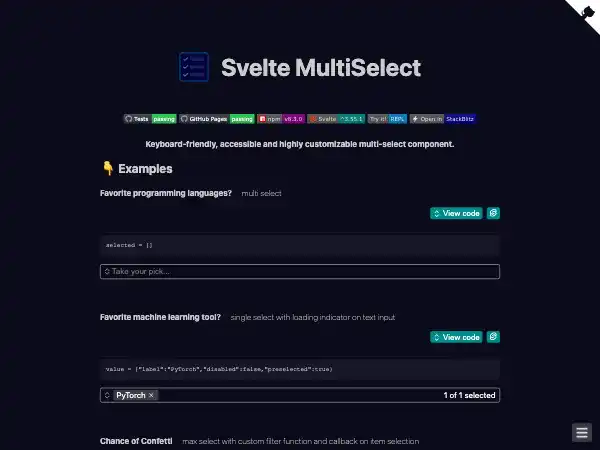 Svelte MultiSelect
Tests passing GitHub Pages passing npm v8.3.0 Svelte ^3.55.1 Try it! REPL Open in StackBlitz
Keyboard-friendly, accessible and highly customizable multi-select component.
👇 Examples
Favorite programming languages? multi select
View code
selected = []
Take your pick...
Favorite machine learning tool? single select with loading indicator on text input
View code
value = {"label":"PyTorch","disabled":false,"preselected":true}
PyTorch × 1 of 1 selected
Chance of Confetti max select with custom filter function and callback on item selection